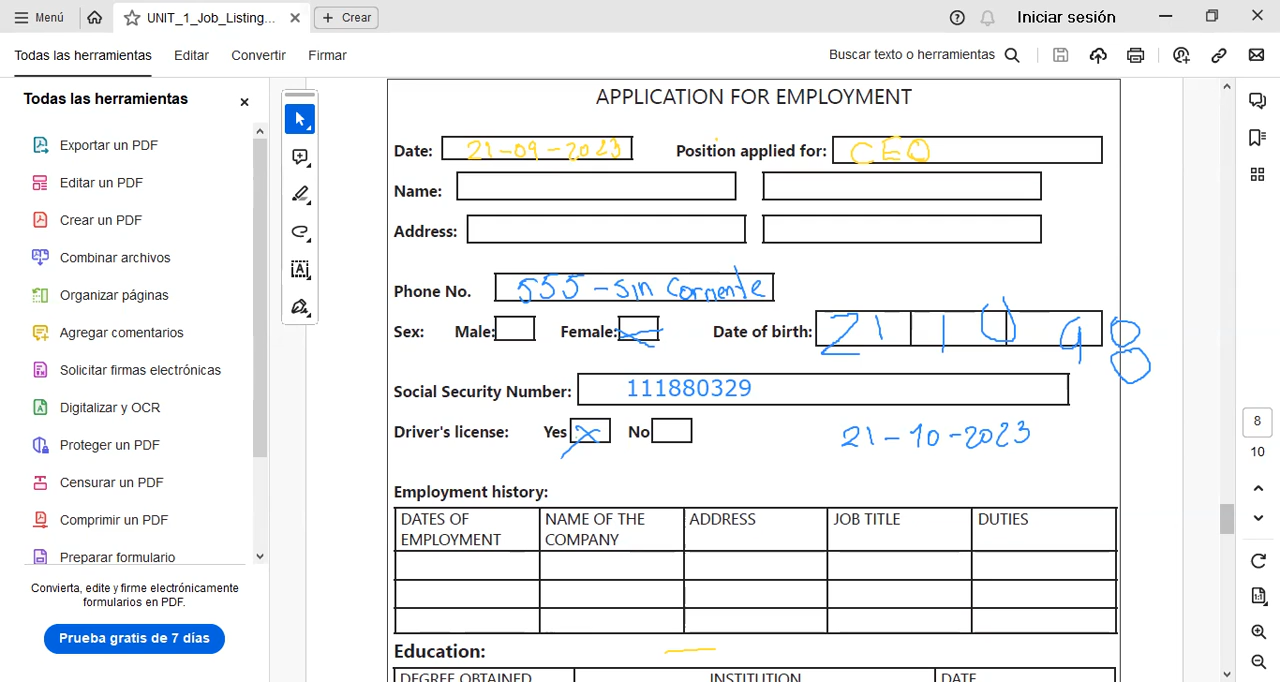 Menú UNIT_1_Job_Listing... Crear Iniciar sesión
Todas las herramientas Editar Convertir Firmar Buscar texto o herramientas
Todas las herramientas
Exportar un PDF
Editar un PDF
Crear un PDF
Combinar archivos
Organizar páginas
Agregar comentarios
Solicitar firmas electrónicas
Digitalizar y OCR
Proteger un PDF
Censurar un PDF
Comprimir un PDF
Preparar formulario
Convierta, edite y firme electrónicamente
formularios en PDF.
Prueba gratis de 7 días
APPLICATION FOR EMPLOYMENT
Date: 21-09-2023 Position applied for: CEO
Name:
Address:
Phone No. 555-Sin Corriente
Sex: Male: Female: Date of birth: 21 10 98
Social Security Number: 111880329
Driver's license: Yes X No 21-10-2023
Employment history:
DATES OF EMPLOYMENT NAME OF THE COMPANY ADDRESS JOB TITLE DUTIES
Education:
DEGREE OBTAINED INSTITUTION DATE
8
10